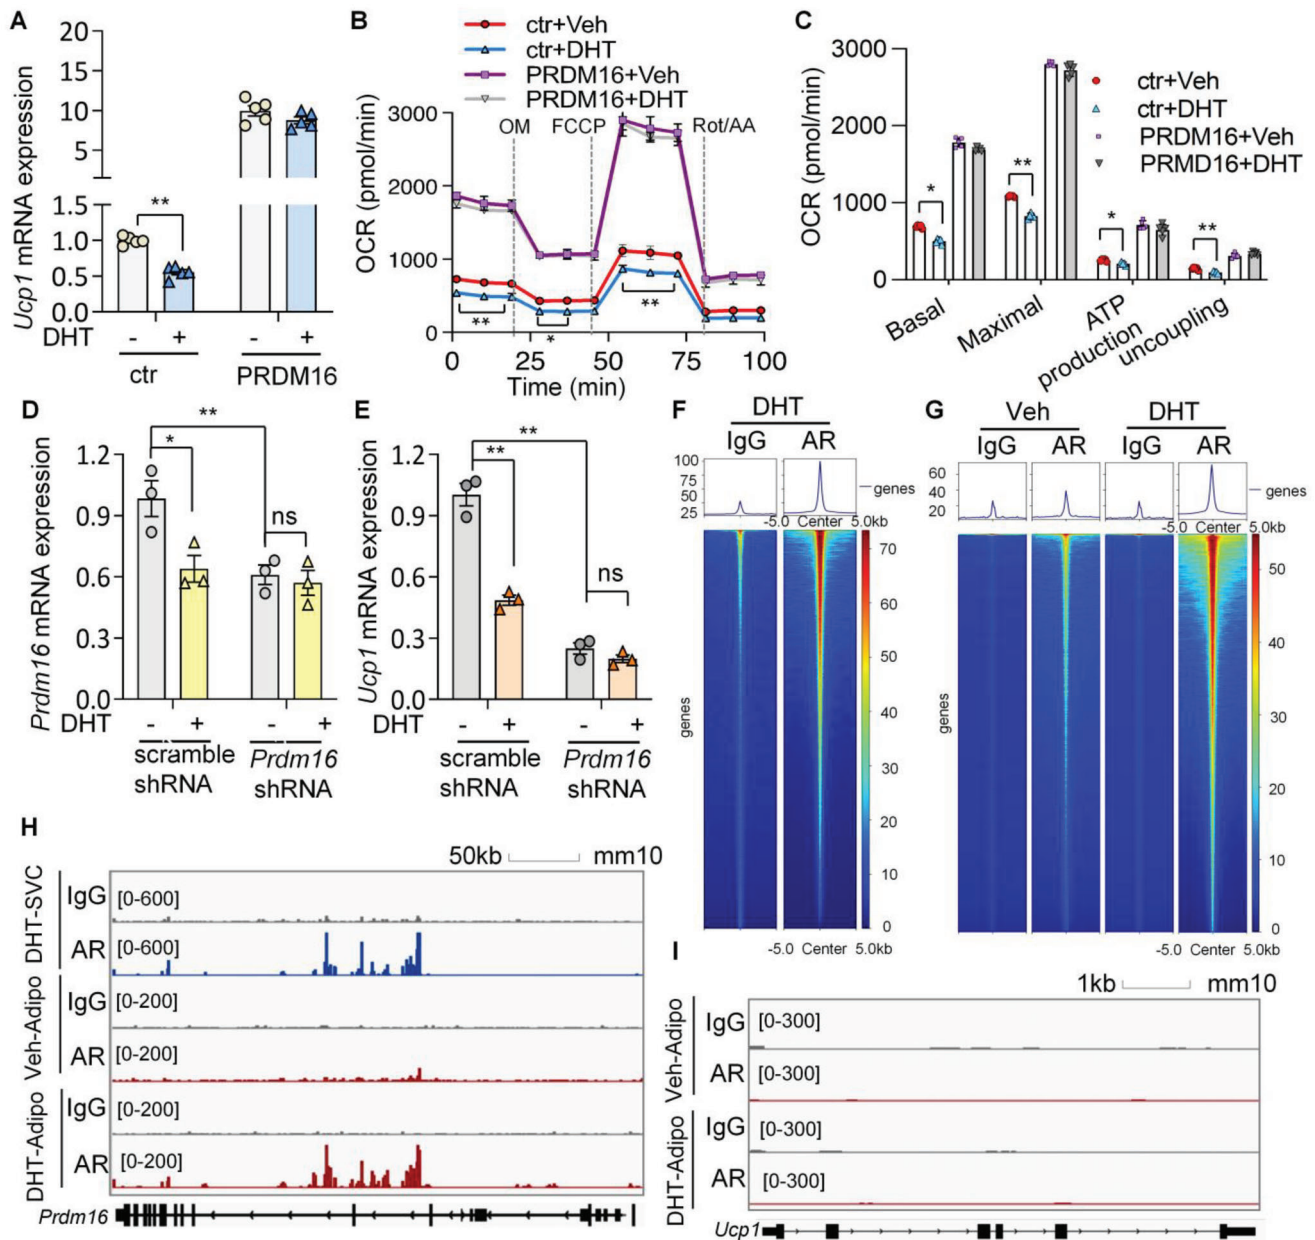 A
Ucp1 mRNA expression
20
15
10
5
1.5
1.0
0.5
0.0
**
DHT - + - +
ctr PRDM16
B
ctr+Veh
ctr+DHT
PRDM16+Veh
PRDM16+DHT
OCR (pmol/min)
3000
2000
1000
0
OM FCCP Rot/AA
**
*
**
0 25 50 75 100
Time (min)
C
OCR (pmol/min)
3000
2000
1000
0
ctr+Veh
ctr+DHT
PRDM16+Veh
PRMD16+DHT
*
**
*
**
Basal
Maximal
ATP
production
uncoupling
D
Prdm16 mRNA expression
1.2
0.9
0.6
0.3
0.0
**
*
ns
DHT - + - +
scramble Prdm16
shRNA shRNA
E
Ucp1 mRNA expression
1.2
0.9
0.6
0.3
0.0
**
**
ns
DHT - + - +
scramble Prdm16
shRNA shRNA
F
DHT
IgG AR
100
75
50
25
genes
-5.0 Center 5.0kb
genes
70
60
50
40
30
20
10
0
-5.0 Center 5.0kb
G
Veh DHT
IgG AR IgG AR
60
40
20
genes
-5.0 Center 5.0kb
genes
50
40
30
20
10
0
-5.0 Center 5.0kb
H
50kb mm10
DHT-SVC
IgG [0-600]
AR [0-600]
Veh-Adipo
IgG [0-200]
AR [0-200]
DHT-Adipo
IgG [0-200]
AR [0-200]
Prdm16
I
1kb mm10
Veh-Adipo
IgG [0-300]
AR [0-300]
DHT-Adipo
IgG [0-300]
AR [0-300]
Ucp1